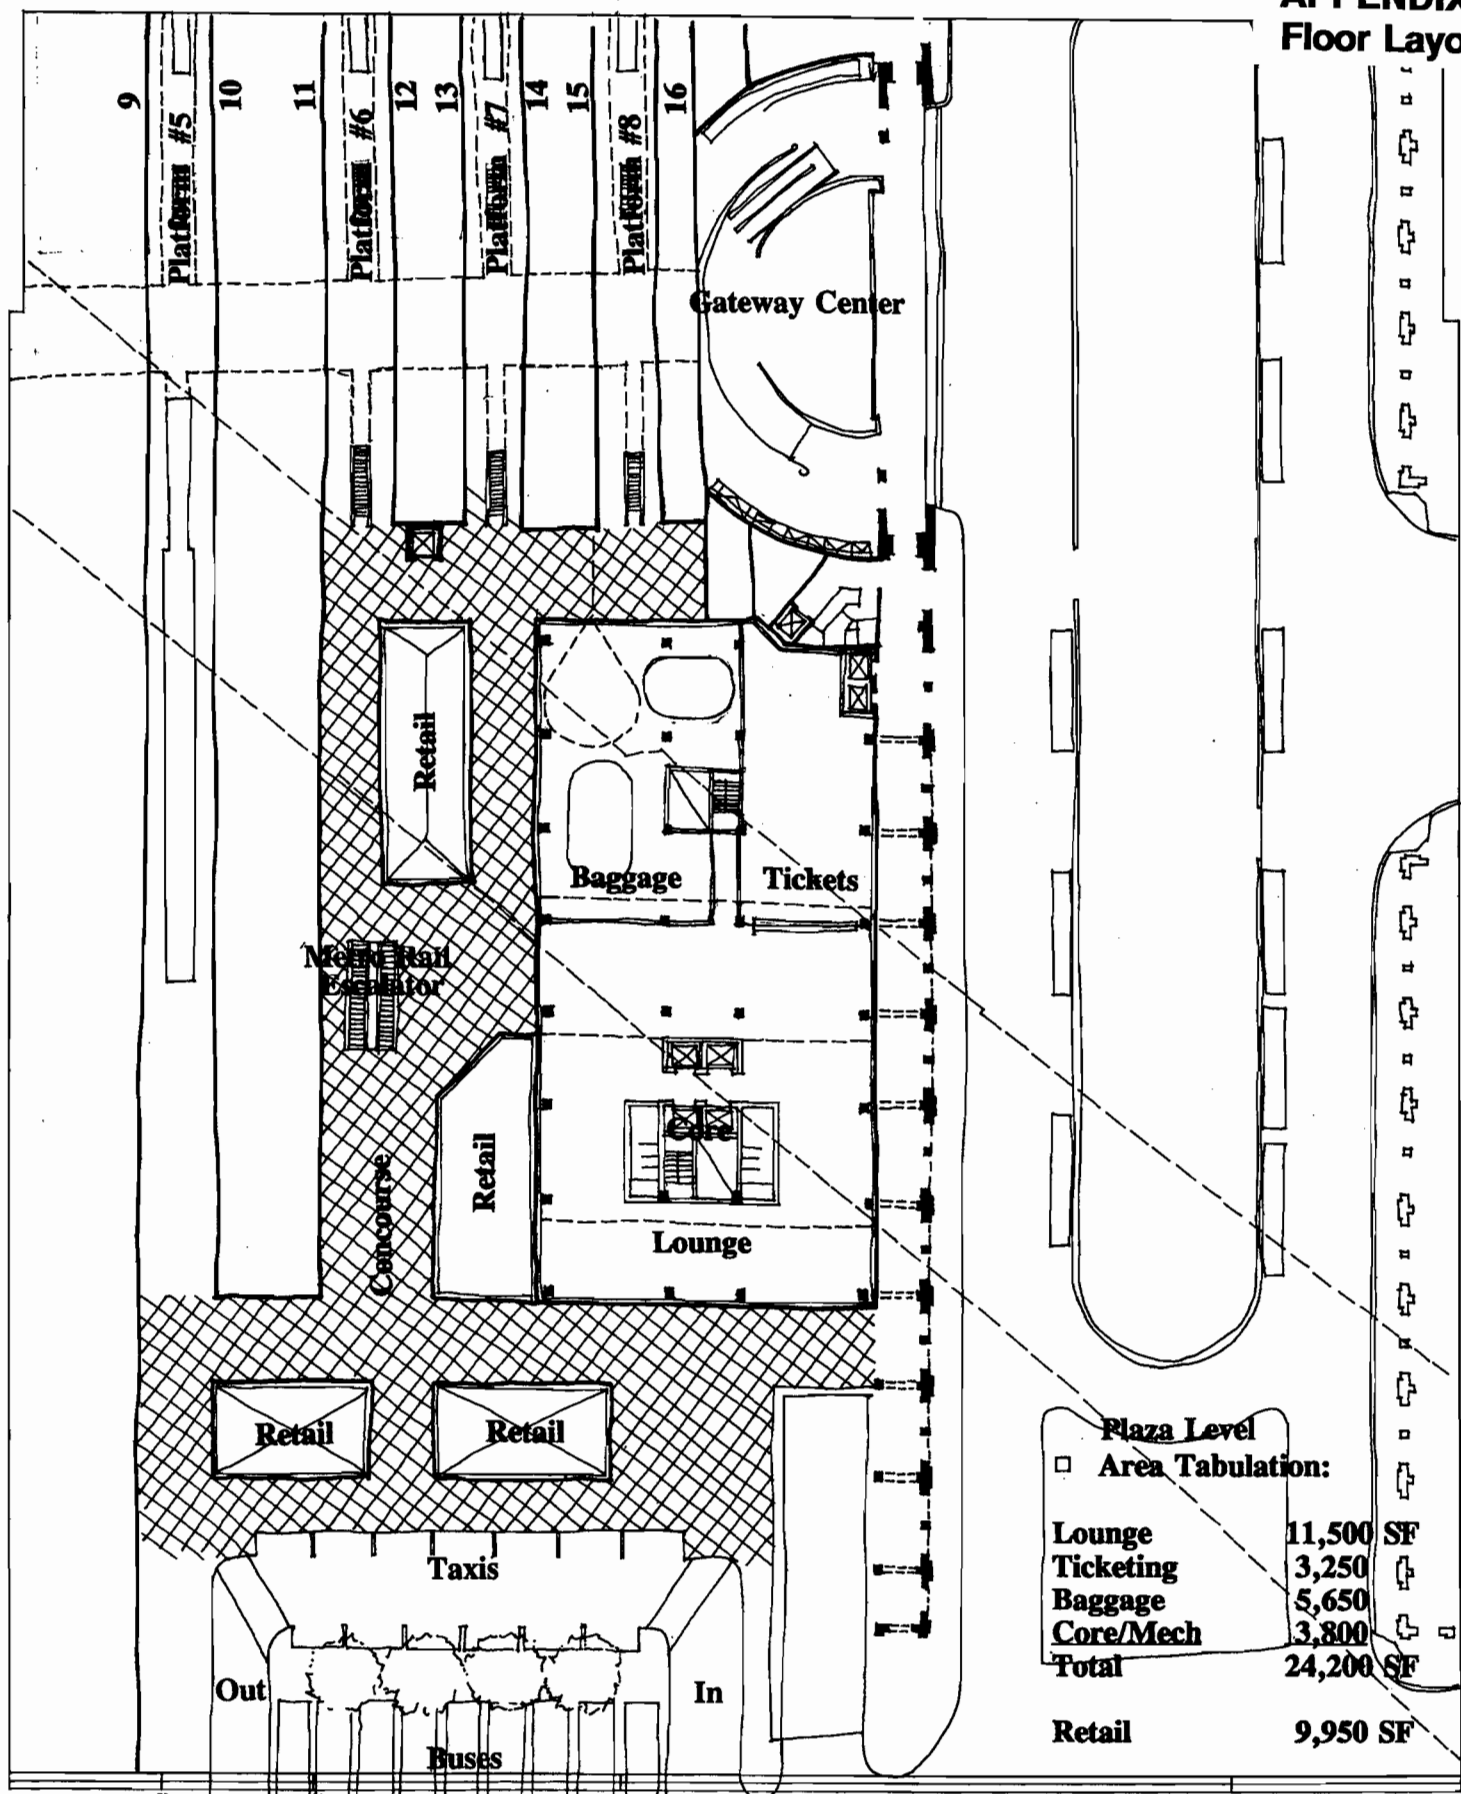 Floor Layo
9
10
11
12
13
14
15
16
Platform #5
Platform #6
Platform #7
Platform #8
Gateway Center
Retail
Baggage
Tickets
Metro Rail
Escalator
Core
Retail
Concourse
Lounge
Retail
Retail
Taxis
Out
In
Buses
Plaza Level
Area Tabulation:
Lounge 11,500 SF
Ticketing 3,250
Baggage 5,650
Core/Mech 3,800
Total 24,200 SF
Retail 9,950 SF